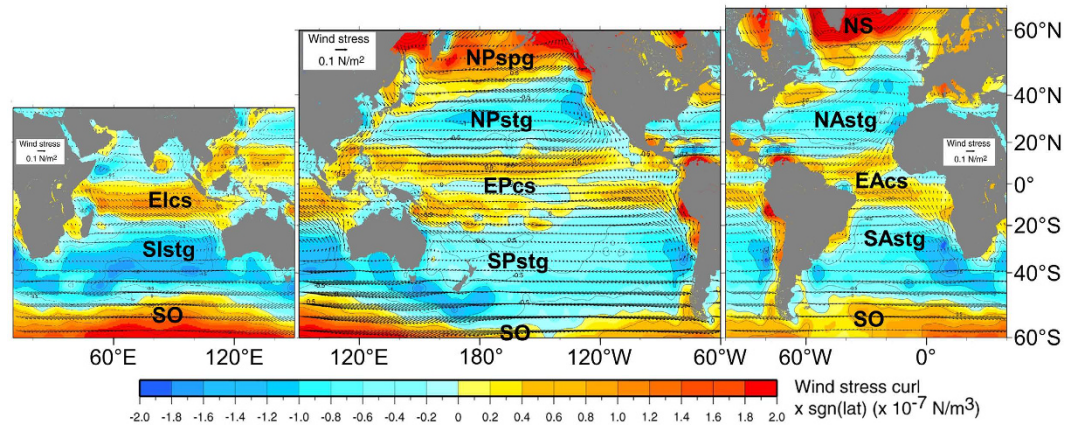 Wind stress
0.1 N/m²
NPspg
NPstg
EPcs
SPstg
SO
Wind stress
0.1 N/m²
EIcs
SIstg
SO
NS
NAstg
Wind stress
0.1 N/m²
EAcs
SAstg
SO
60°N
40°N
20°N
0°
20°S
40°S
60°S
60°E 120°E 120°E 180°W 120°W 60°W 60°W 0°
-2.0 -1.8 -1.6 -1.4 -1.2 -1.0 -0.8 -0.6 -0.4 -0.2 0 0.2 0.4 0.6 0.8 1.0 1.2 1.4 1.6 1.8 2.0
Wind stress curl
x sgn(lat) (x 10⁻⁷ N/m³)